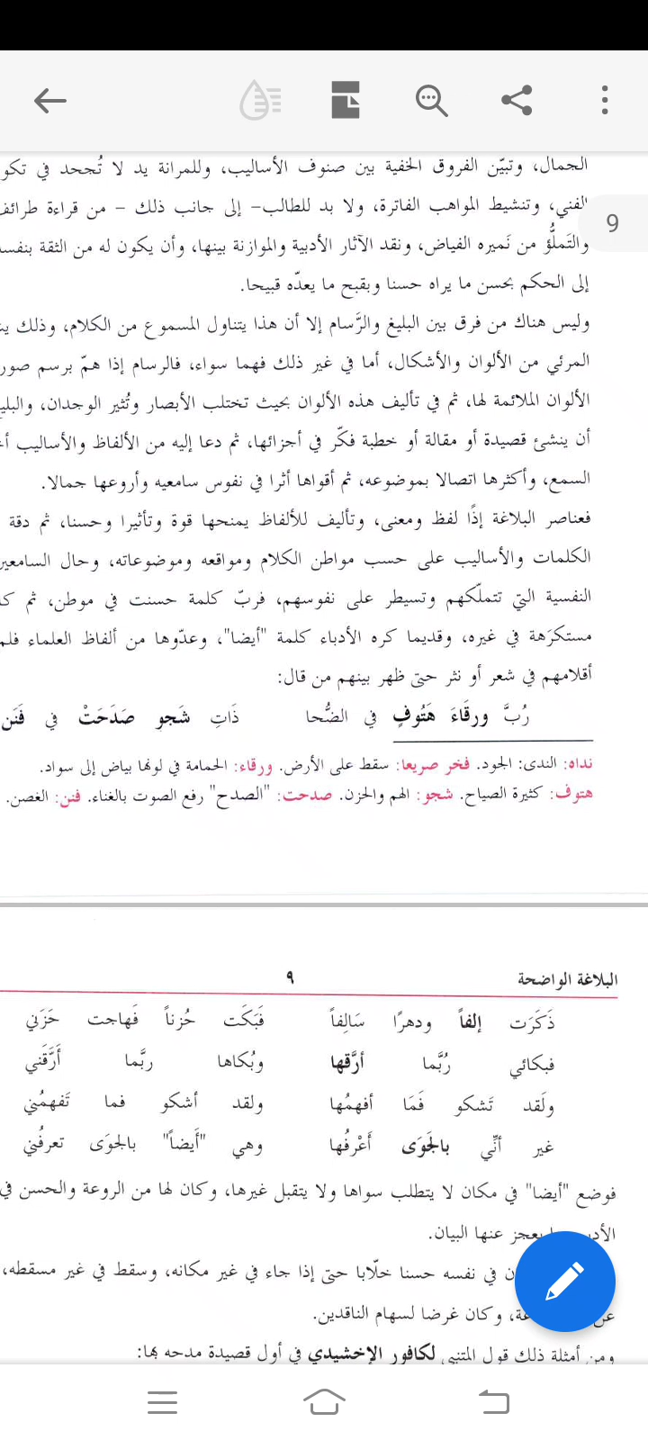 الجمال، وتبيّن الفروق الخفية بين صنوف الأساليب، وللمرانة يد لا تُجحد في
الفني، وتنشيط المواهب الفاترة، ولا بد للطالب– إلى جانب ذلك – من قراءة
9
والتَملُّؤ من نَميره الفياض، ونقد الآثار الأدبية والموازنة بينها، وأن يكون له من الثقة
إلى الحكم بحسن ما يراه حسنا وبقبح ما يعدّه قبيحا.
وليس هناك من فرق بين البليغ والرَّسام إلا أن هذا يتناول المسموع من الكلام، وذلك
المرئي من الألوان والأشكال، أما في غير ذلك فهما سواء، فالرسام إذا همّ برسم
الألوان الملائمة لها، ثم في تأليف هذه الألوان بحيث تختلب الأبصار وتُثير الوجدان،
أن ينشئ قصيدة أو مقالة أو خطبة فكّر في أجزائها، ثم دعا إليه من الألفاظ والأساليب
السمع، وأكثرها اتصالا بموضوعه، ثم أقواها أثرا في نفوس سامعيه وأروعها جمالا.
فعناصر البلاغة إذًا لفظ ومعنى، وتأليف للألفاظ يمنحها قوة وتأثيرا وحسنا، ثم دقة
الكلمات والأساليب على حسب مواطن الكلام ومواقعه وموضوعاته، وحال
النفسية التي تتملّكهم وتسيطر على نفوسهم، فربّ كلمة حسنت في موطن، ثم
مستكرَهة في غيره، وقديما كره الأدباء كلمة "أيضا"، وعدّوها من ألفاظ العلماء
أقلامهم في شعر أو نثر حتى ظهر بينهم من قال:
رُبَّ ورقَاءَ هَتُوفٍ في الضُّحا ذَاتِ شَجو صَدَحَتْ في فَنَن
نداه: الندى: الجود. فخر صريعا: سقط على الأرض. ورقاء: الحمامة في لونها بياض إلى سواد.
هتوف: كثيرة الصياح. شجو: الهم والحزن. صدحت: "الصدح" رفع الصوت بالغناء. فنن: الغصن.
البلاغة الواضحة ٩
ذَكَرَت إلفاً ودهرًا سَالِفاً فَبَكَت حُزناً فَهاجت حَزَني
فبكائي رُبَّما أرَّقها وبُكاها ربَّما أَرَّقَني
ولَقد تَشكو فَمَا أفهمُها ولقد أشكو فما تَفهمُني
غير أنِّي بالجَوَى أَعْرفُها وهي "أيضاً" بالجوَى تعرفُني
فوضع "أيضا" في مكان لا يتطلب سواها ولا يتقبل غيرها، وكان لها من الروعة والحسن في
يعجز عنها البيان.
في نفسه حسنا خلّابا حتى إذا جاء في غير مكانه، وسقط في غير مسقطه،
وكان غرضا لسهام الناقدين.
ومن أمثلة ذلك قول المتنبي لكافور الإخشيدي في أول قصيدة مدحه بها: